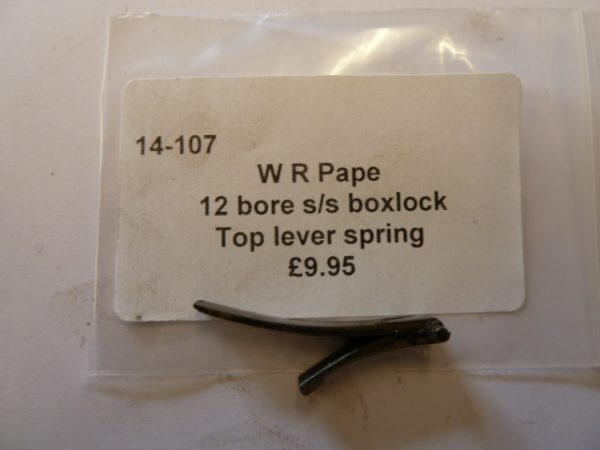 14-107
W R Pape
12 bore s/s boxlock
Top lever spring
£9.95